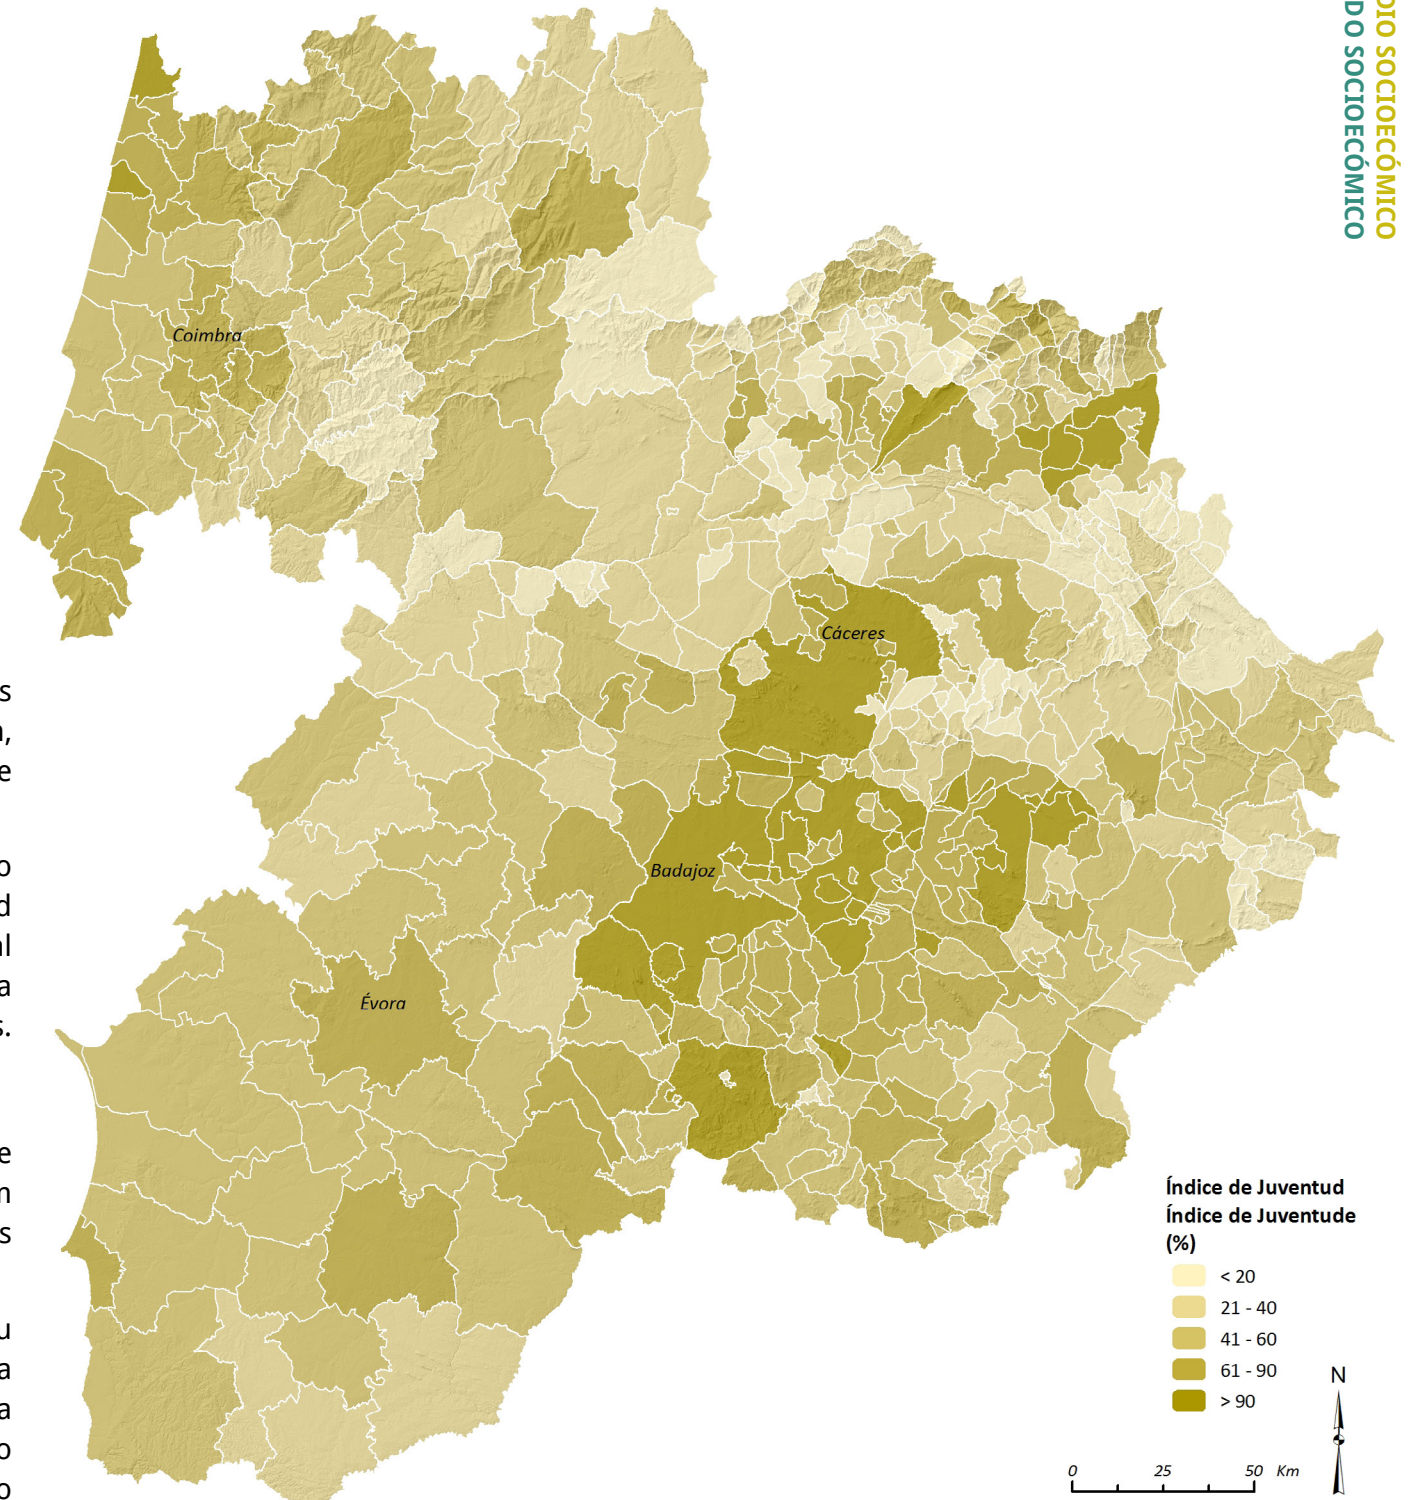 DIO SOCIOECÓMICO
DO SOCIOECÓMICO
Coimbra
Cáceres
Badajoz
Évora
s
,
e
o
d
al
a
s.
e
s
u
a
a
o
o
Índice de Juventud
Índice de Juventude
(%)
< 20
21 - 40
41 - 60
61 - 90
> 90
N
0 25 50 Km